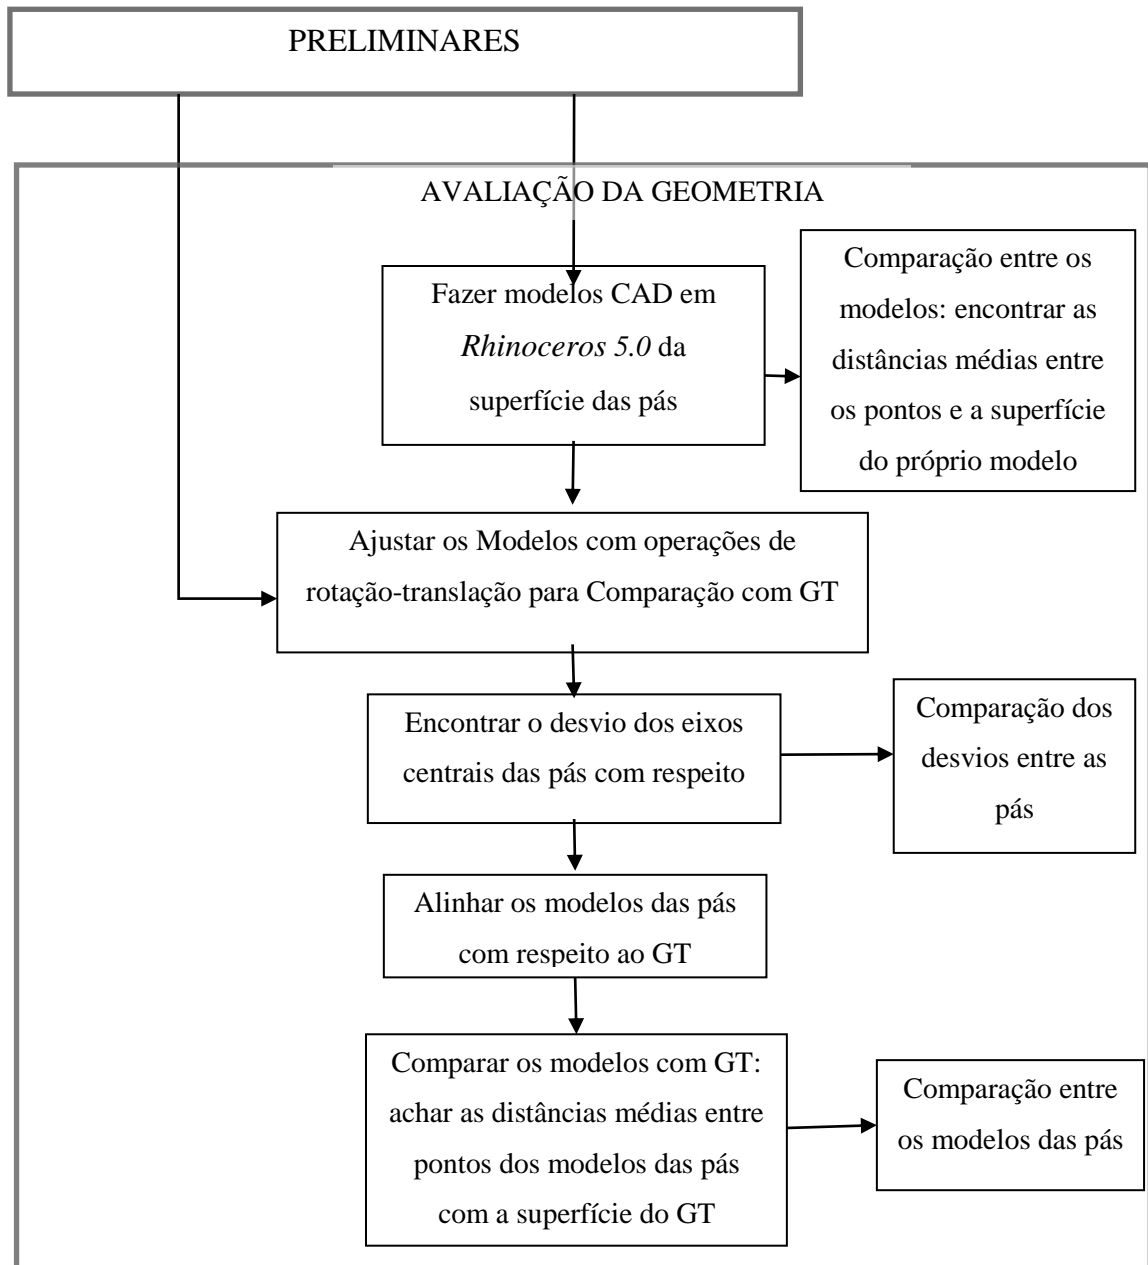 PRELIMINARES
AVALIAÇÃO DA GEOMETRIA
Fazer modelos CAD em
Rhinoceros 5.0 da
superfície das pás
Comparação entre os
modelos: encontrar as
distâncias médias entre
os pontos e a superfície
do próprio modelo
Ajustar os Modelos com operações de
rotação-translação para Comparação com GT
Encontrar o desvio dos eixos
centrais das pás com respeito
Comparação dos
desvios entre as
pás
Alinhar os modelos das pás
com respeito ao GT
Comparar os modelos com GT:
achar as distâncias médias entre
pontos dos modelos das pás
com a superfície do GT
Comparação entre
os modelos das pás